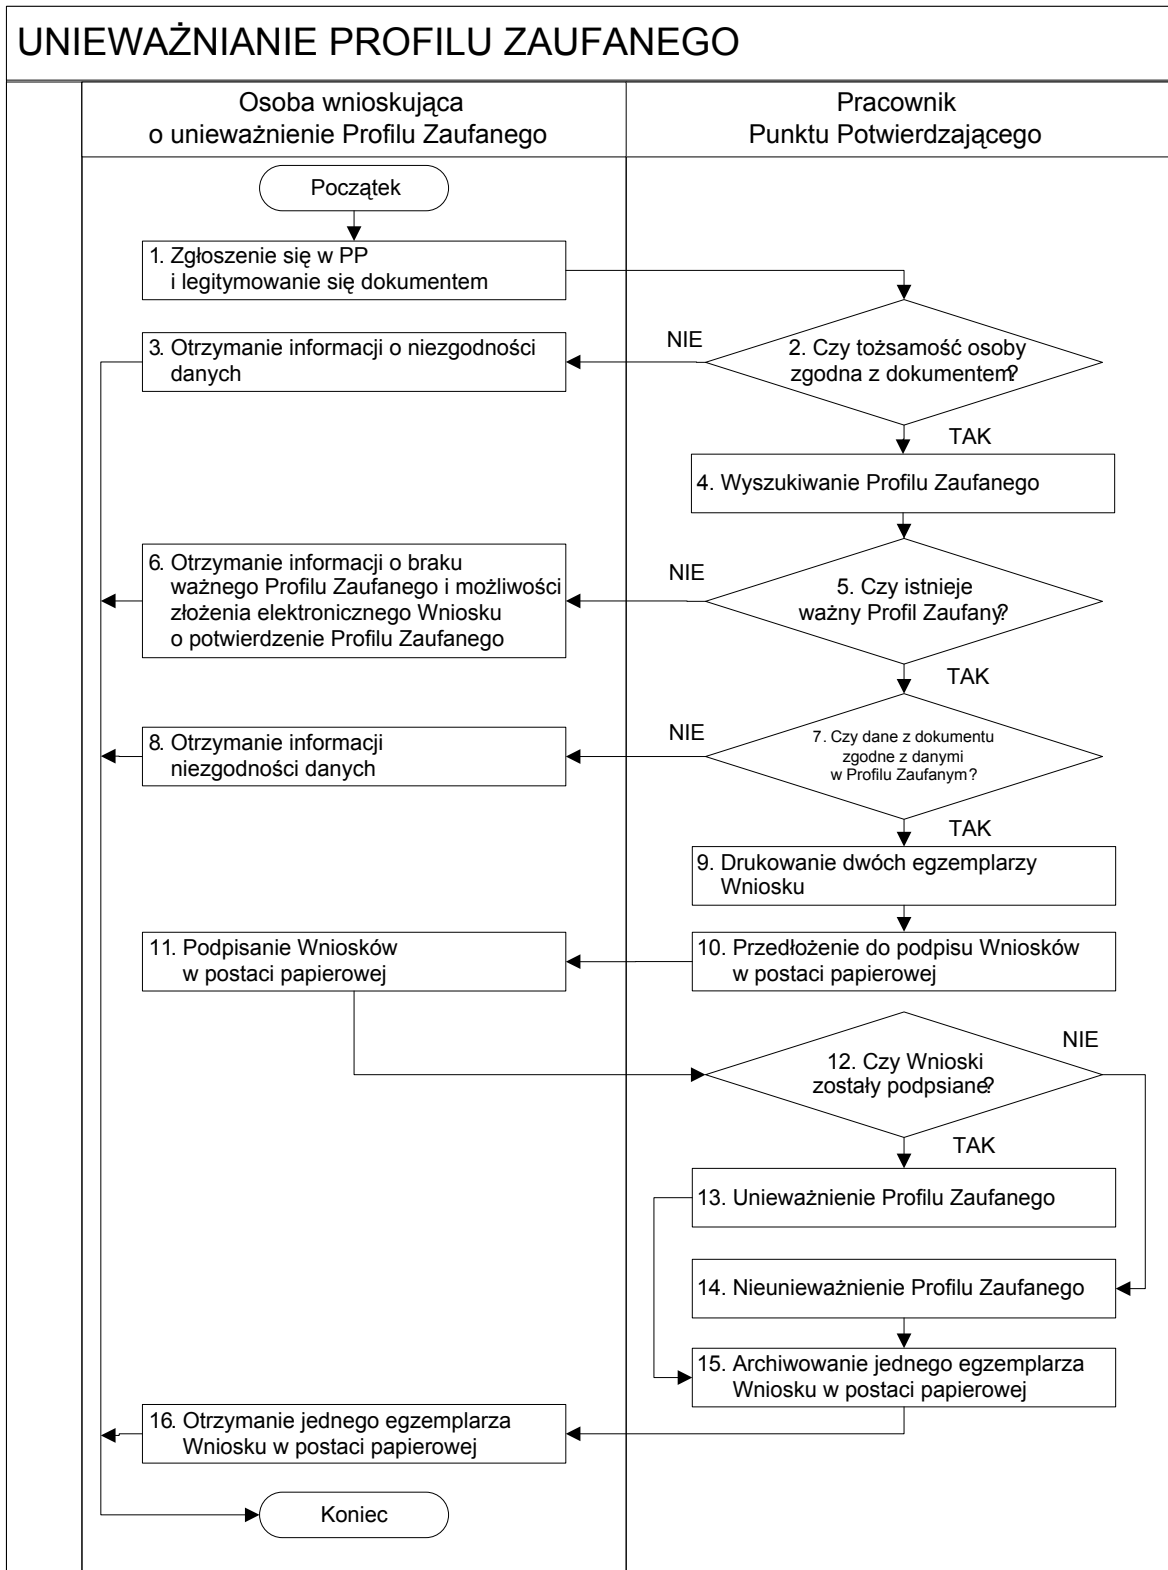 UNIEWAŻNIANIE PROFILU ZAUFANEGO
Osoba wnioskująca
o unieważnienie Profilu Zaufanego
Pracownik
Punktu Potwierdzającego
Początek
1. Zgłoszenie się w PP
i legitymowanie się dokumentem
NIE
2. Czy tożsamość osoby
zgodna z dokumentem?
3. Otrzymanie informacji o niezgodności
danych
TAK
4. Wyszukiwanie Profilu Zaufanego
NIE
5. Czy istnieje
ważny Profil Zaufany?
6. Otrzymanie informacji o braku
ważnego Profilu Zaufanego i możliwości
złożenia elektronicznego Wniosku
o potwierdzenie Profilu Zaufanego
TAK
NIE
7. Czy dane z dokumentu
zgodne z danymi
w Profilu Zaufanym?
8. Otrzymanie informacji
niezgodności danych
TAK
9. Drukowanie dwóch egzemplarzy
Wniosku
10. Przedłożenie do podpisu Wniosków
w postaci papierowej
11. Podpisanie Wniosków
w postaci papierowej
NIE
12. Czy Wnioski
zostały podpsiane?
TAK
13. Unieważnienie Profilu Zaufanego
14. Nieunieważnienie Profilu Zaufanego
15. Archiwowanie jednego egzemplarza
Wniosku w postaci papierowej
16. Otrzymanie jednego egzemplarza
Wniosku w postaci papierowej
Koniec